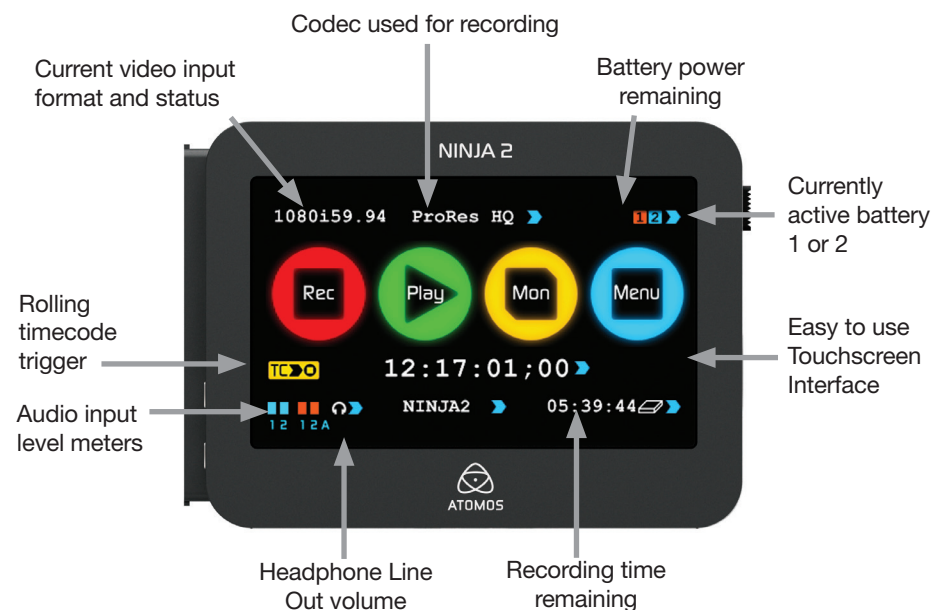 Codec used for recording
Current video input
format and status
Battery power
remaining
NINJA 2
Currently
active battery
1 or 2
1080i59.94 ProRes HQ 1 2
Rec Play Mon Menu
Rolling
timecode
trigger
Easy to use
Touchscreen
Interface
TC
12:17:01;00
Audio input
level meters
NINJA2 05:39:44
12 12A
ATOMOS
Headphone Line
Out volume
Recording time
remaining